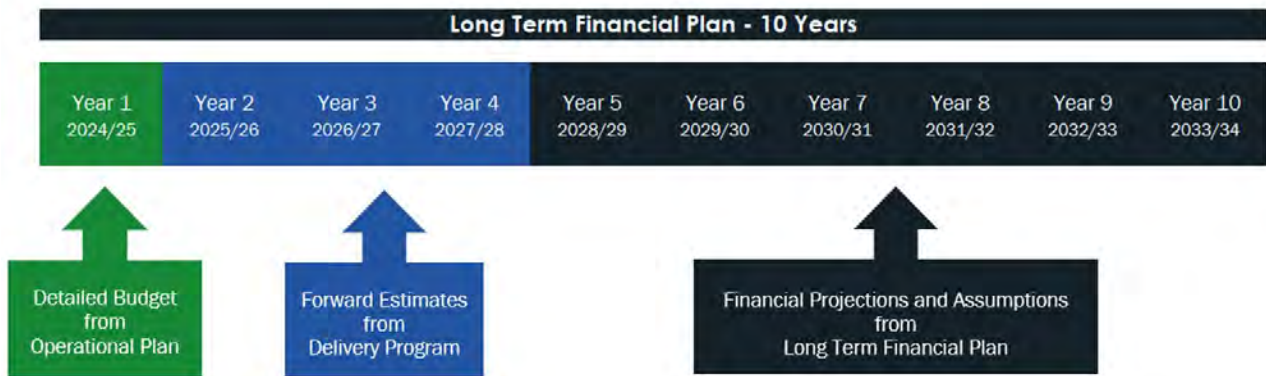 Long Term Financial Plan - 10 Years
Year 1 Year 2 Year 3 Year 4 Year 5 Year 6 Year 7 Year 8 Year 9 Year 10
2024/25 2025/26 2026/27 2027/28 2028/29 2029/30 2030/31 2031/32 2032/33 2033/34
Detailed Budget
from
Operational Plan
Forward Estimates
from
Delivery Program
Financial Projections and Assumptions
from
Long Term Financial Plan